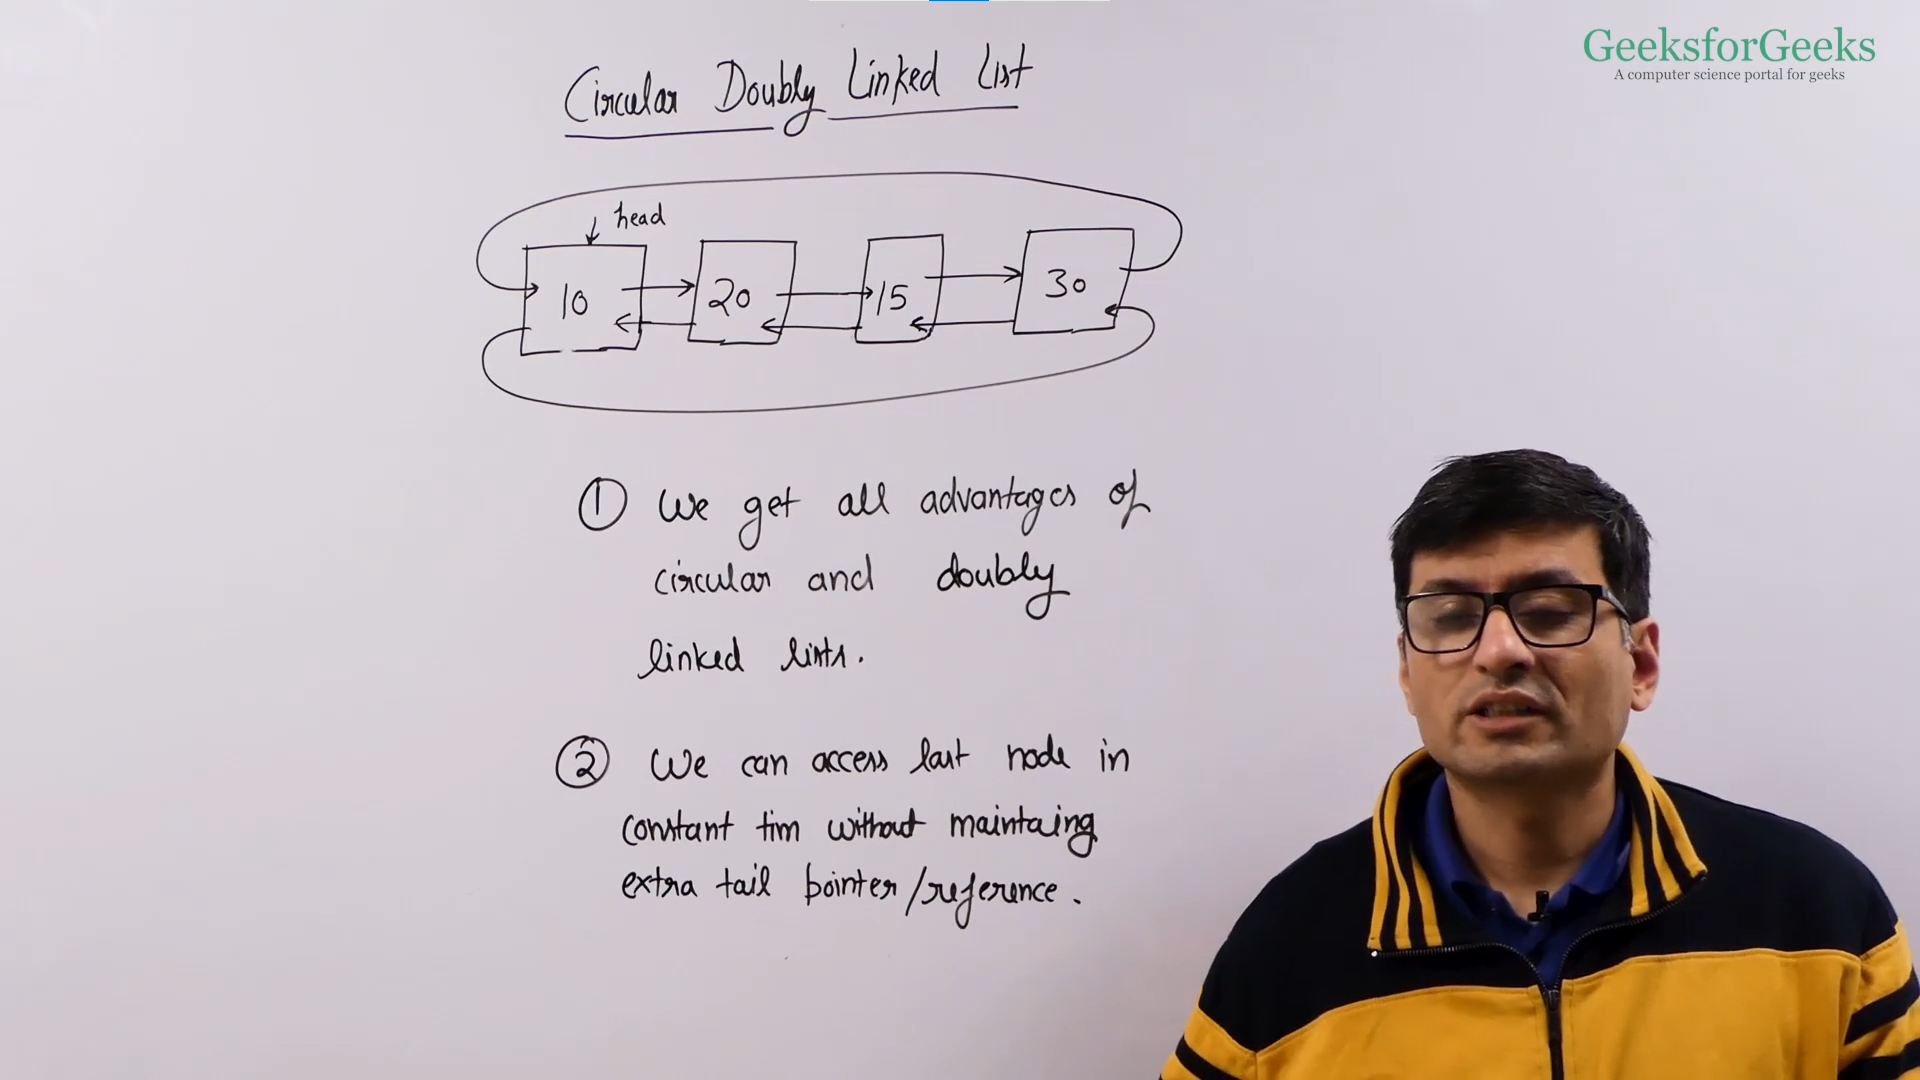 GeeksforGeeks
A computer science portal for geeks
Circular Doubly Linked List
head
10 20 15 30
① We get all advantages of
circular and doubly
linked lists.
② We can access last node in
constant tim without maintaing
extra tail pointer/reference.